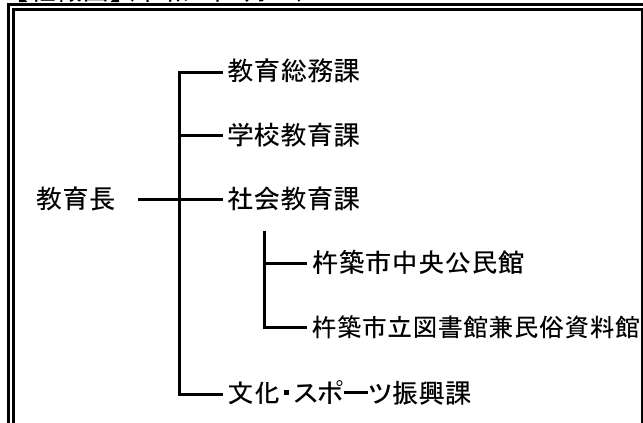 教育総務課
学校教育課
教育長 社会教育課
杵築市中央公民館
杵築市立図書館兼民俗資料館
文化・スポーツ振興課